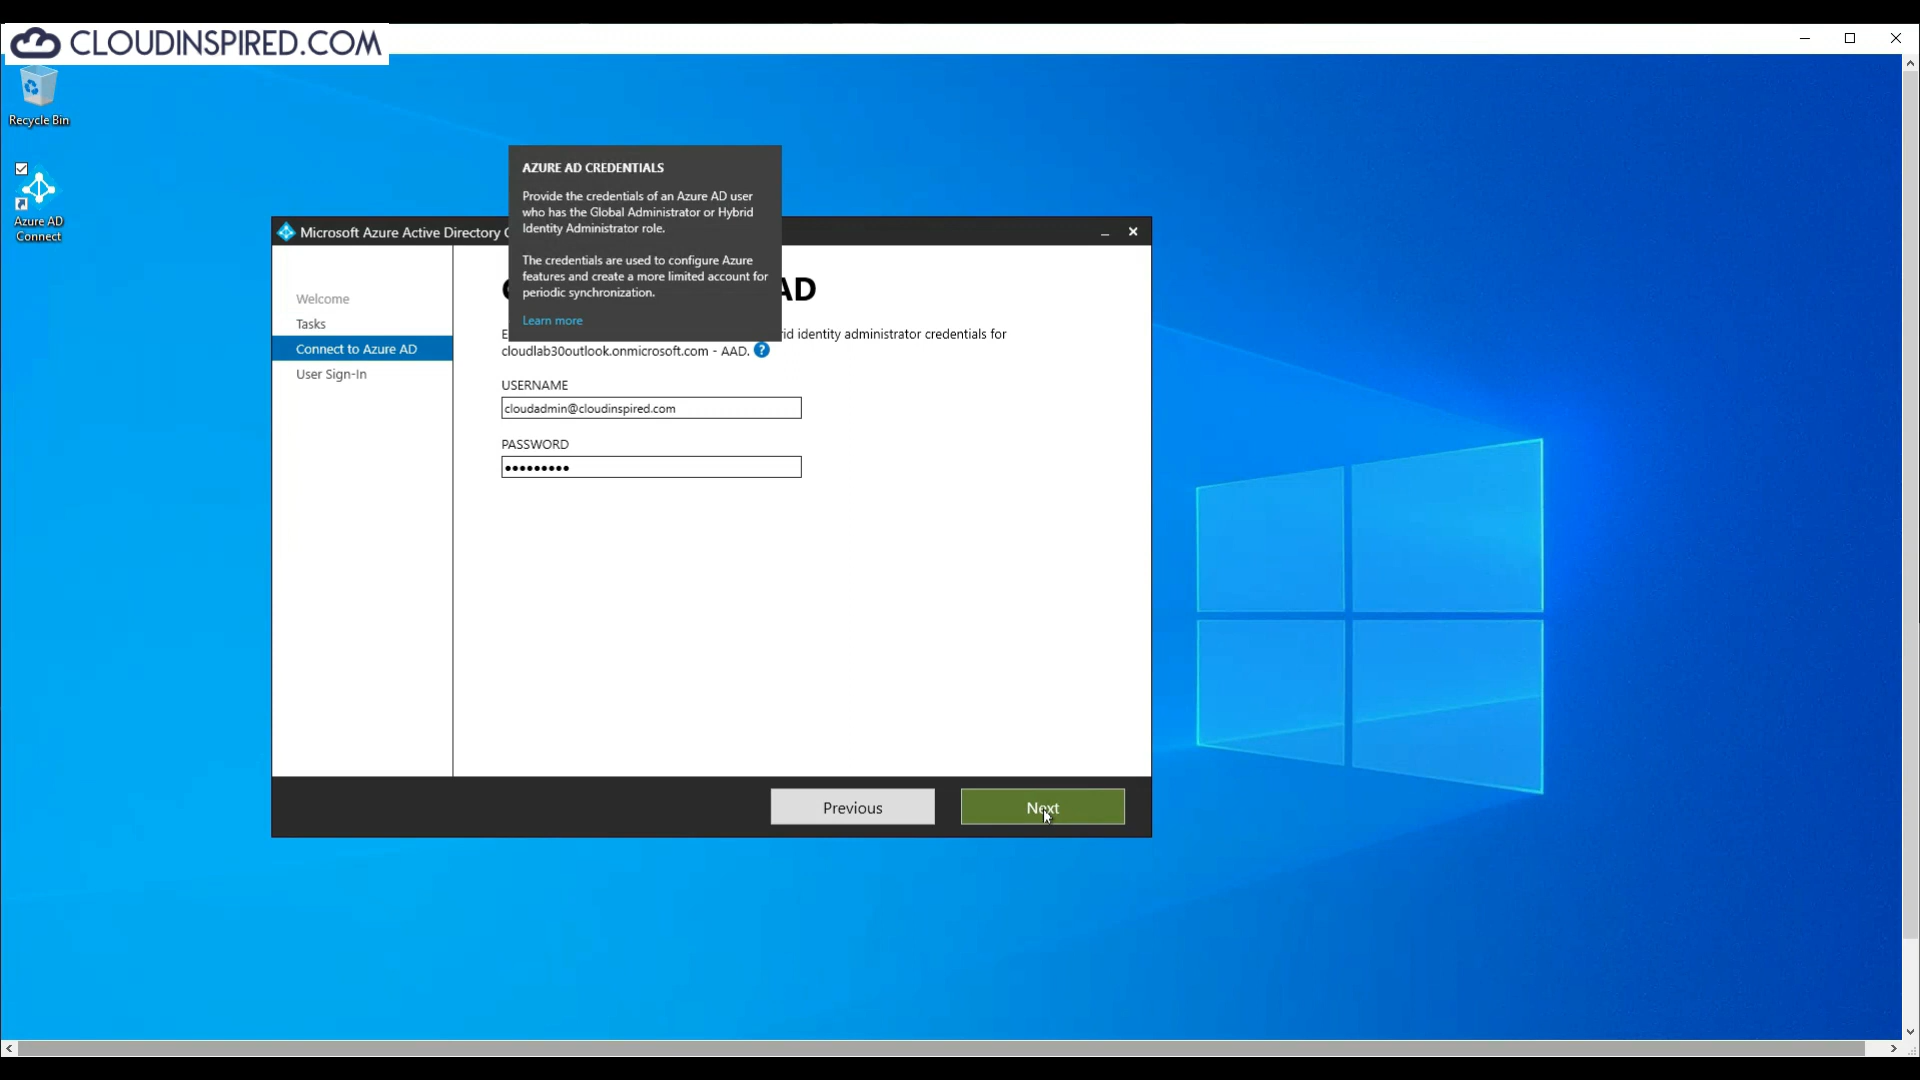 CLOUDINSPIRED.COM
Recycle Bin
Azure AD
Connect
AZURE AD CREDENTIALS
Provide the credentials of an Azure AD user
who has the Global Administrator or Hybrid
Identity Administrator role.
The credentials are used to configure Azure
features and create a more limited account for
periodic synchronization.
Learn more
Microsoft Azure Active Directory
Welcome
Tasks
Connect to Azure AD
User Sign-In
AD
identity administrator credentials for
cloudlab30outlook.onmicrosoft.com - AAD. ?
USERNAME
cloudadmin@cloudinspired.com
PASSWORD
•••••••••
Previous
Next